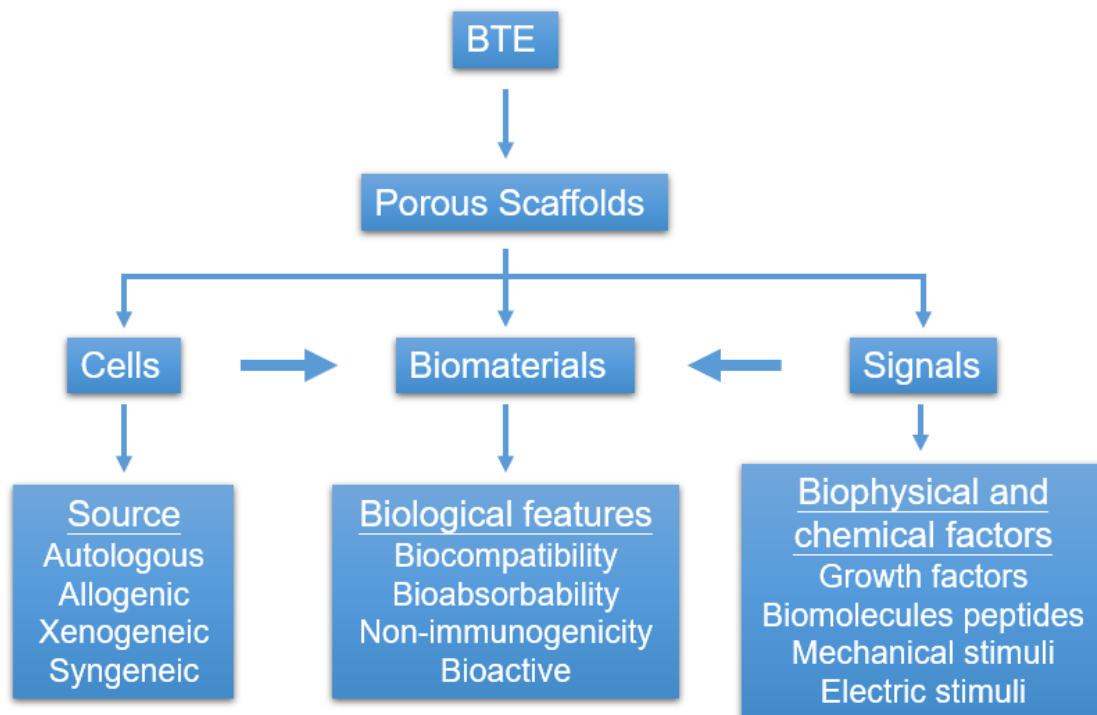 BTE
Porous Scaffolds
Cells
Biomaterials
Signals
Source
Autologous
Allogenic
Xenogeneic
Syngeneic
Biological features
Biocompatibility
Bioabsorbability
Non-immunogenicity
Bioactive
Biophysical and
chemical factors
Growth factors
Biomolecules peptides
Mechanical stimuli
Electric stimuli